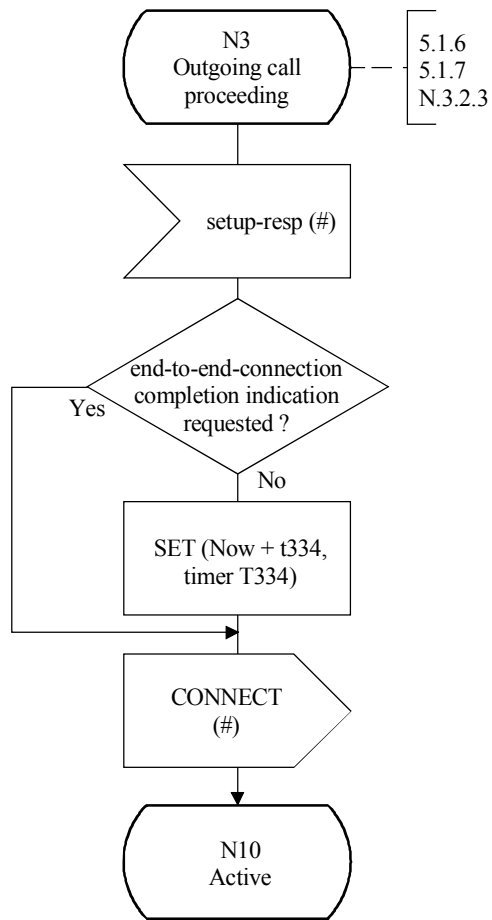 N3
Outgoing call
proceeding
5.1.6
5.1.7
N.3.2.3
setup-resp (#)
end-to-end-connection
completion indication
requested ?
Yes
No
SET (Now + t334,
timer T334)
CONNECT
(#)
N10
Active